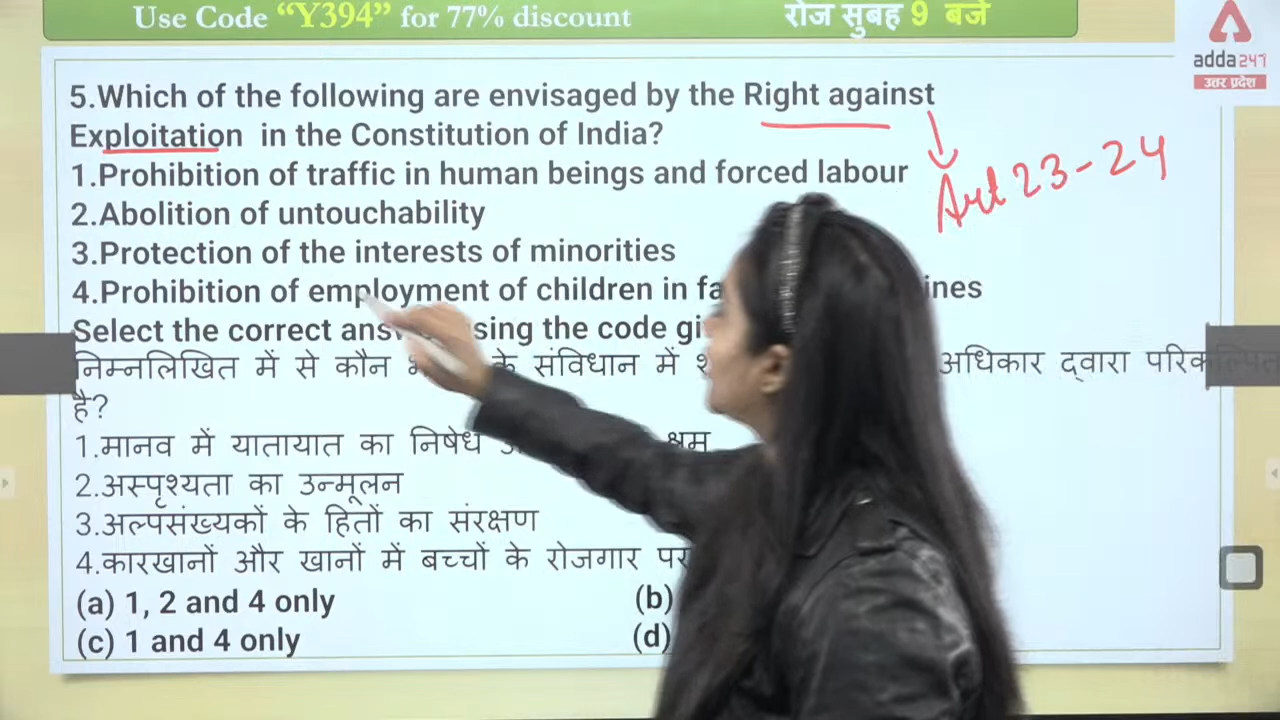 Use Code “Y394” for 77% discount
रोज सुबह 9 बजे
adda247
उत्तर प्रदेश
5.Which of the following are envisaged by the Right against
Exploitation in the Constitution of India?
1.Prohibition of traffic in human beings and forced labour
Art 23-24
2.Abolition of untouchability
3.Protection of the interests of minorities
4.Prohibition of employment of children in
Select the correct using the code
निम्नलिखित में से कौन के संविधान में अधिकार द्वारा परिकल्पित
है?
1.मानव में यातायात का निषेध श्रम
2.अस्पृश्यता का उन्मूलन
3.अल्पसंख्यकों के हितों का संरक्षण
4.कारखानों और खानों में बच्चों के रोजगार पर
(a) 1, 2 and 4 only
(b)
(c) 1 and 4 only
(d)